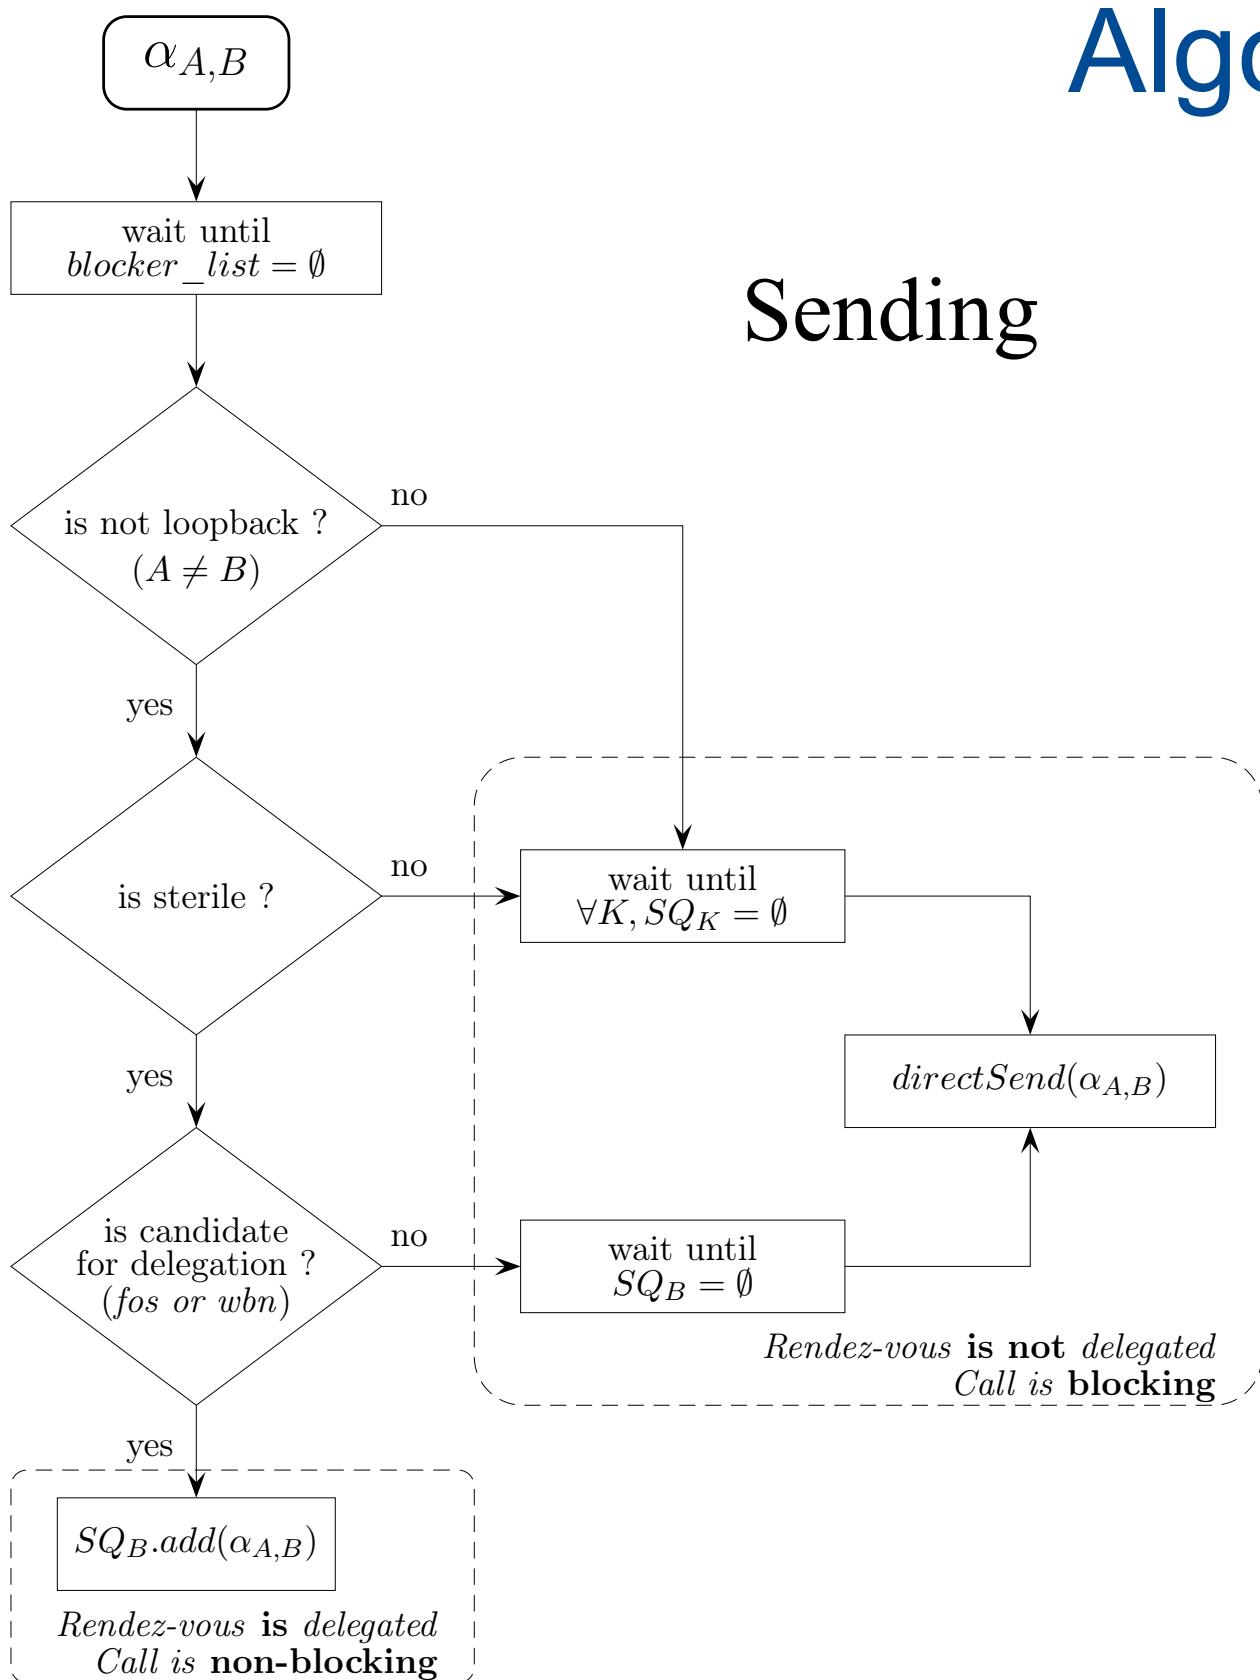 Algo
α_{A,B}
wait until
blocker_list = ∅
Sending
no
is not loopback ?
(A ≠ B)
yes
no
is sterile ?
wait until
∀K, SQ_K = ∅
yes
directSend(α_{A,B})
is candidate
for delegation ?
(fos or wbn)
no
wait until
SQ_B = ∅
Rendez-vous is not delegated
Call is blocking
yes
SQ_B.add(α_{A,B})
Rendez-vous is delegated
Call is non-blocking